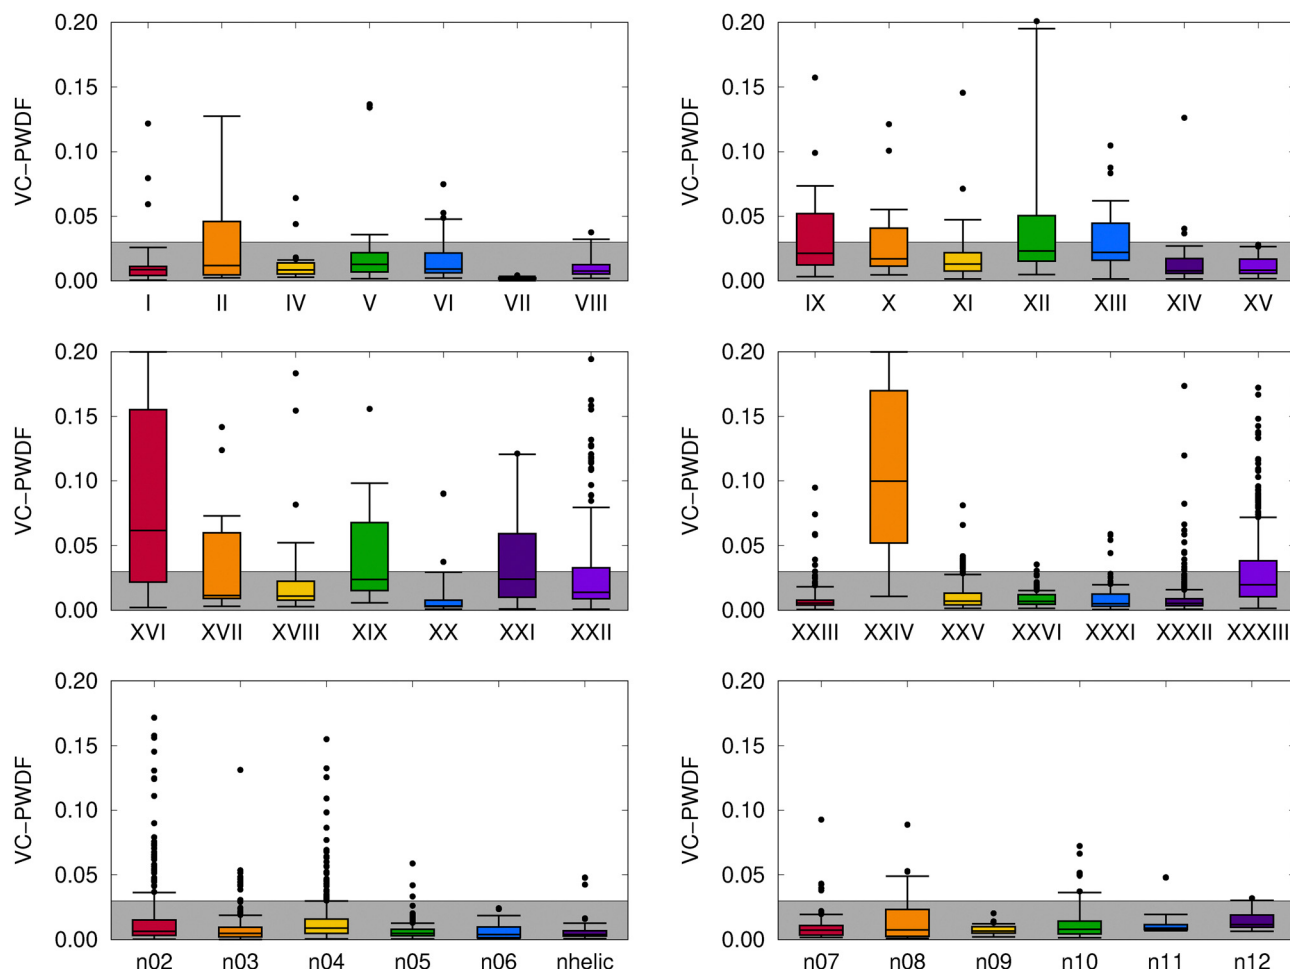 VC-PWDF
0.20
0.15
0.10
0.05
0.00
I II IV V VI VII VIII
VC-PWDF
0.20
0.15
0.10
0.05
0.00
IX X XI XII XIII XIV XV
VC-PWDF
0.20
0.15
0.10
0.05
0.00
XVI XVII XVIII XIX XX XXI XXII
VC-PWDF
0.20
0.15
0.10
0.05
0.00
XXIII XXIV XXV XXVI XXXI XXXII XXXIII
VC-PWDF
0.20
0.15
0.10
0.05
0.00
n02 n03 n04 n05 n06 nhelic
VC-PWDF
0.20
0.15
0.10
0.05
0.00
n07 n08 n09 n10 n11 n12